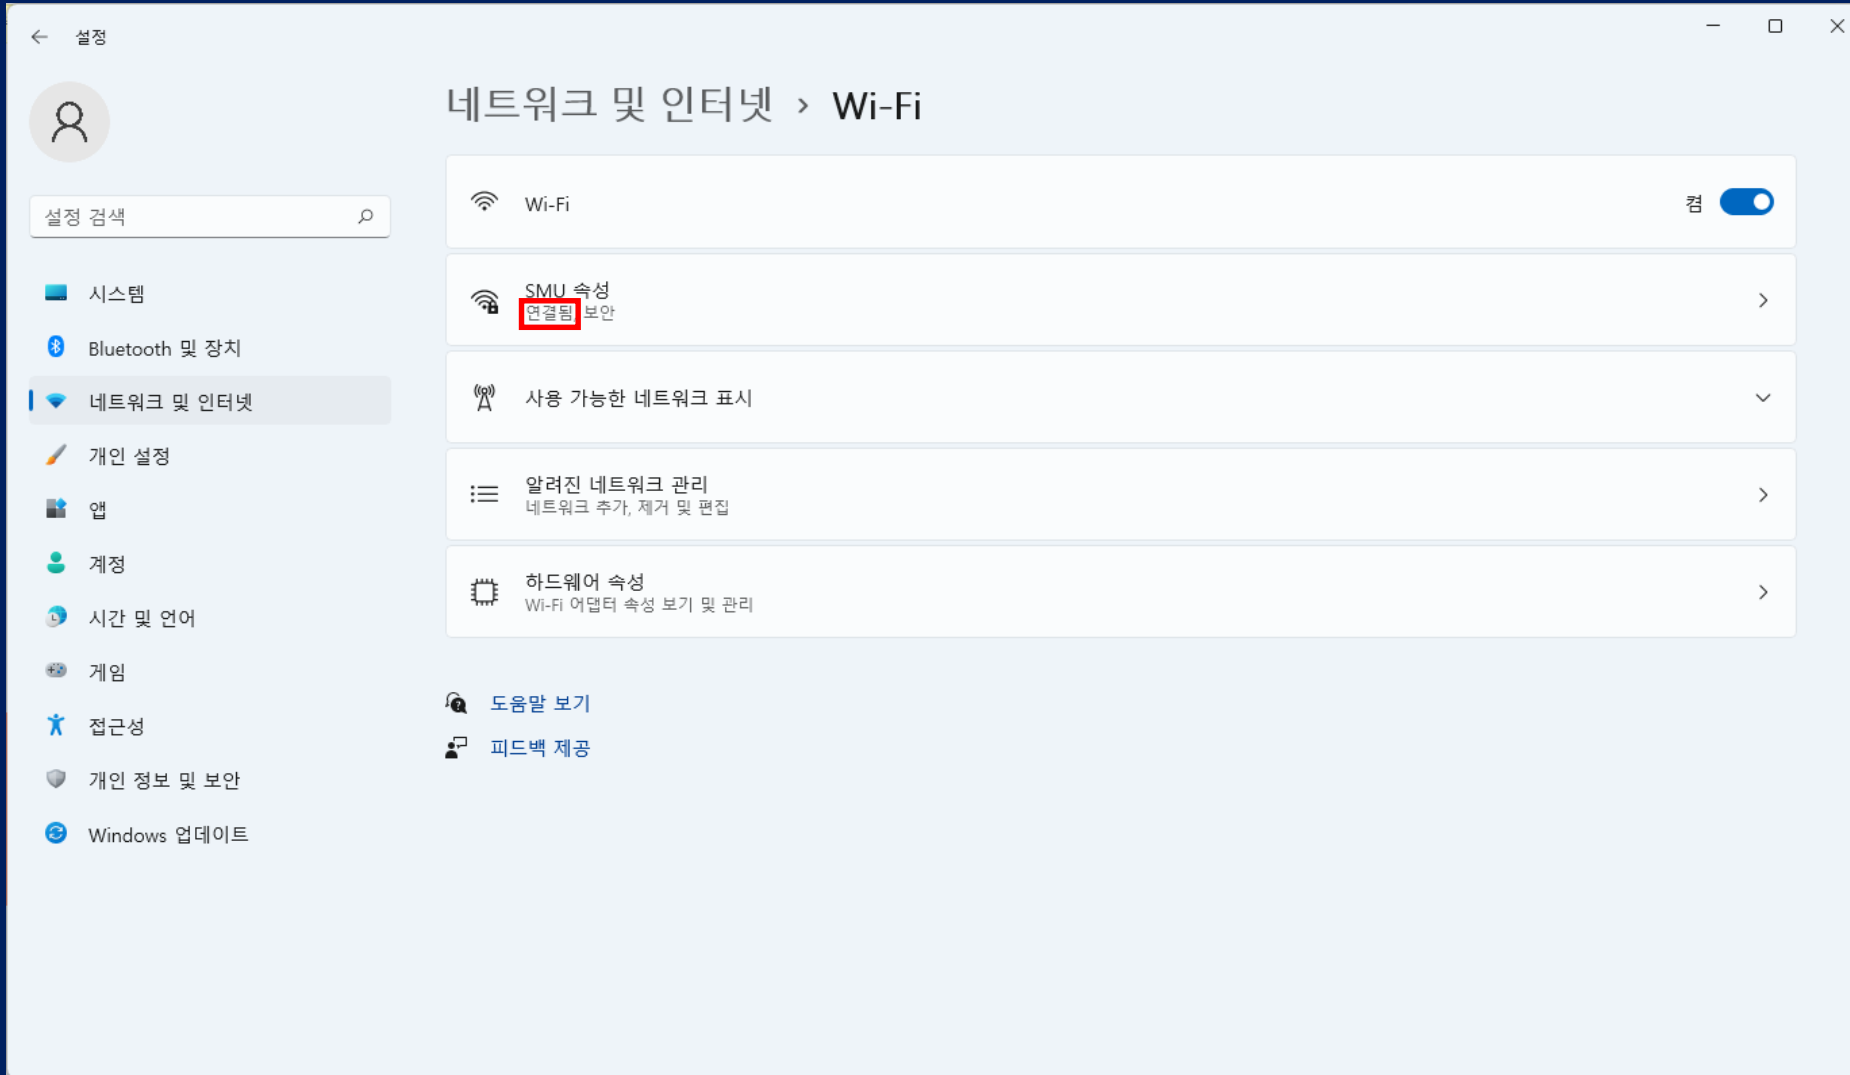 설정
네트워크 및 인터넷 › Wi-Fi
설정 검색
시스템
Bluetooth 및 장치
네트워크 및 인터넷
개인 설정
앱
계정
시간 및 언어
게임
접근성
개인 정보 및 보안
Windows 업데이트
Wi-Fi
켬
SMU 속성
연결됨, 보안
사용 가능한 네트워크 표시
알려진 네트워크 관리
네트워크 추가, 제거 및 편집
하드웨어 속성
Wi-Fi 어댑터 속성 보기 및 관리
도움말 보기
피드백 제공